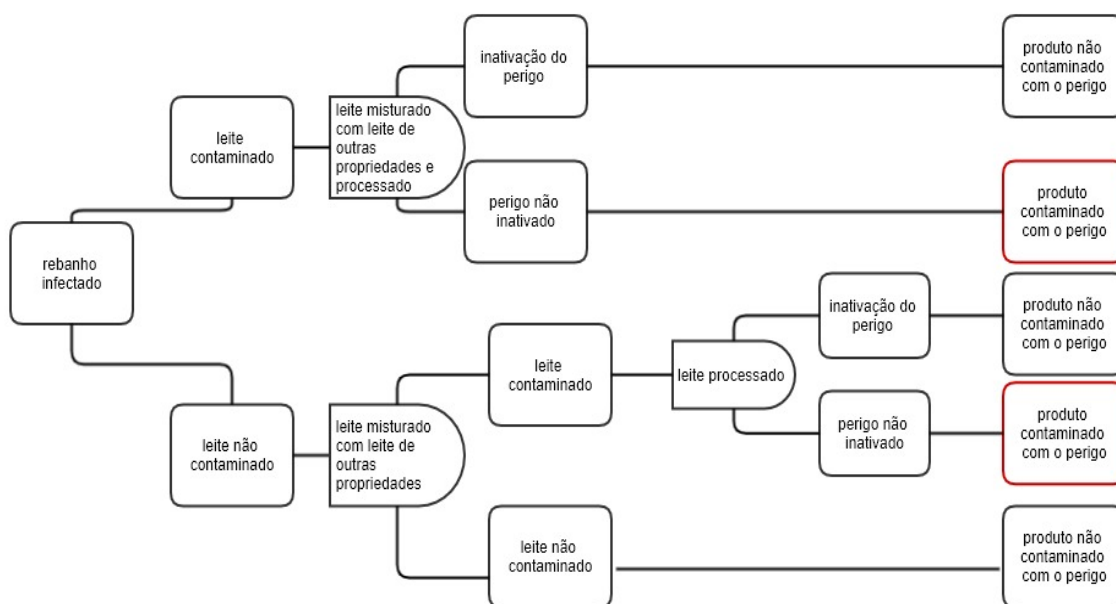 inativação do
perigo
produto não
contaminado
com o perigo
leite
contaminado
leite misturado
com leite de
outras
propriedades e
processado
perigo não
inativado
produto
contaminado
com o perigo
rebanho
infectado
inativação do
perigo
produto não
contaminado
com o perigo
leite
contaminado
leite processado
perigo não
inativado
produto
contaminado
com o perigo
leite não
contaminado
leite misturado
com leite de
outras
propriedades
leite não
contaminado
produto não
contaminado
com o perigo